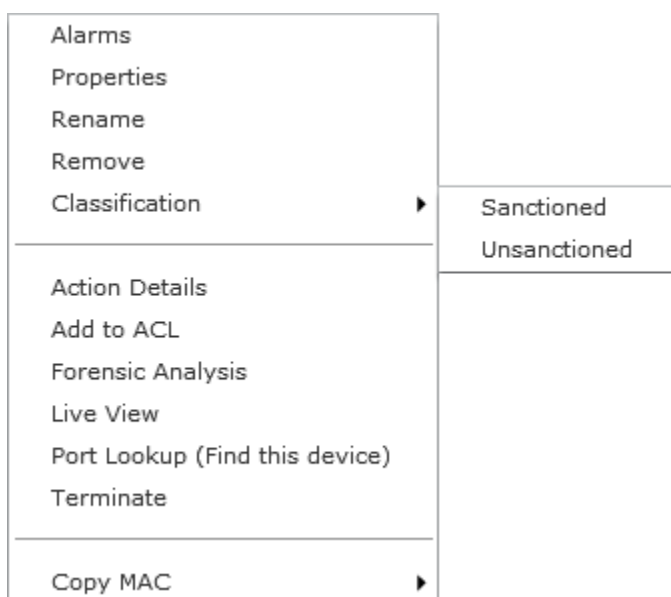 Alarms
Properties
Rename
Remove
Classification
Sanctioned
Unsanctioned
Action Details
Add to ACL
Forensic Analysis
Live View
Port Lookup (Find this device)
Terminate
Copy MAC